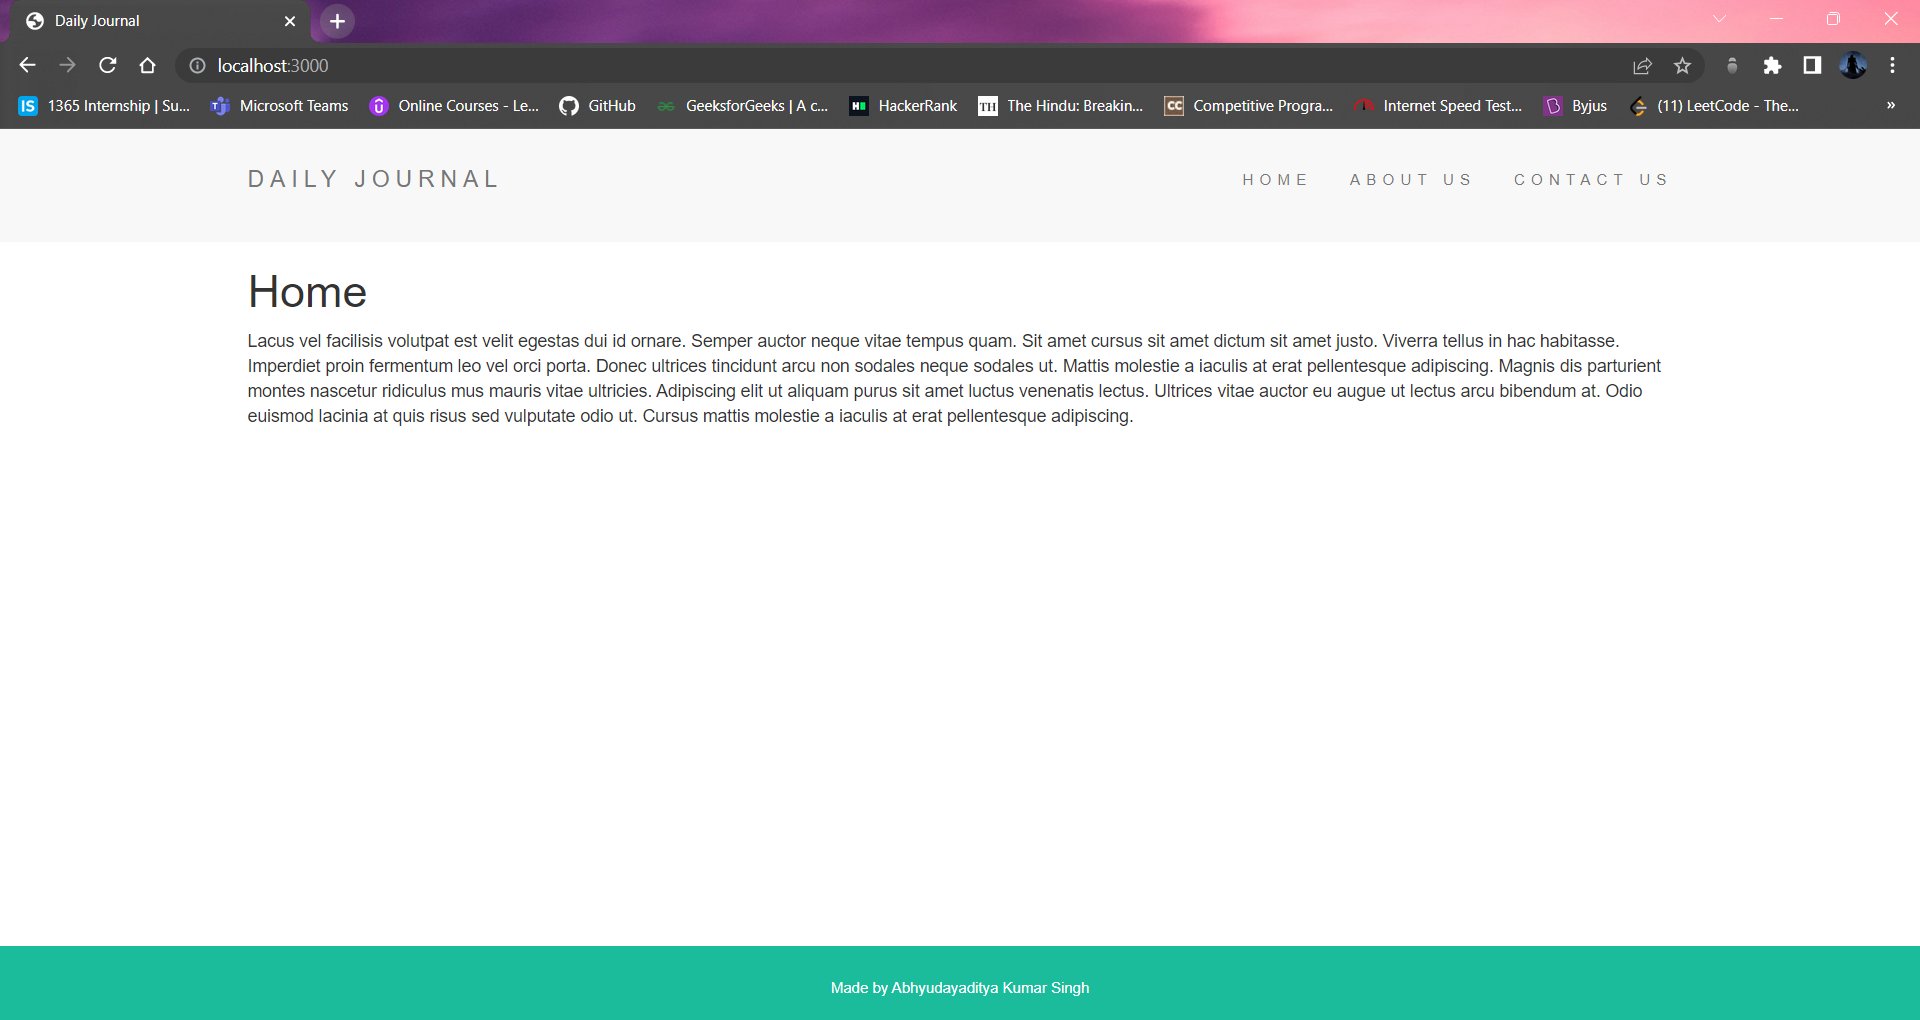 Daily Journal
localhost:3000
IS 1365 Internship | Su... Microsoft Teams Online Courses - Le... GitHub GeeksforGeeks | A c... HackerRank TH The Hindu: Breakin... CC Competitive Progra... Internet Speed Test... Byjus (11) LeetCode - The... »
DAILY JOURNAL HOME ABOUT US CONTACT US
Home
Lacus vel facilisis volutpat est velit egestas dui id ornare. Semper auctor neque vitae tempus quam. Sit amet cursus sit amet dictum sit amet justo. Viverra tellus in hac habitasse.
Imperdiet proin fermentum leo vel orci porta. Donec ultrices tincidunt arcu non sodales neque sodales ut. Mattis molestie a iaculis at erat pellentesque adipiscing. Magnis dis parturient
montes nascetur ridiculus mus mauris vitae ultricies. Adipiscing elit ut aliquam purus sit amet luctus venenatis lectus. Ultrices vitae auctor eu augue ut lectus arcu bibendum at. Odio
euismod lacinia at quis risus sed vulputate odio ut. Cursus mattis molestie a iaculis at erat pellentesque adipiscing.
Made by Abhyudayaditya Kumar Singh